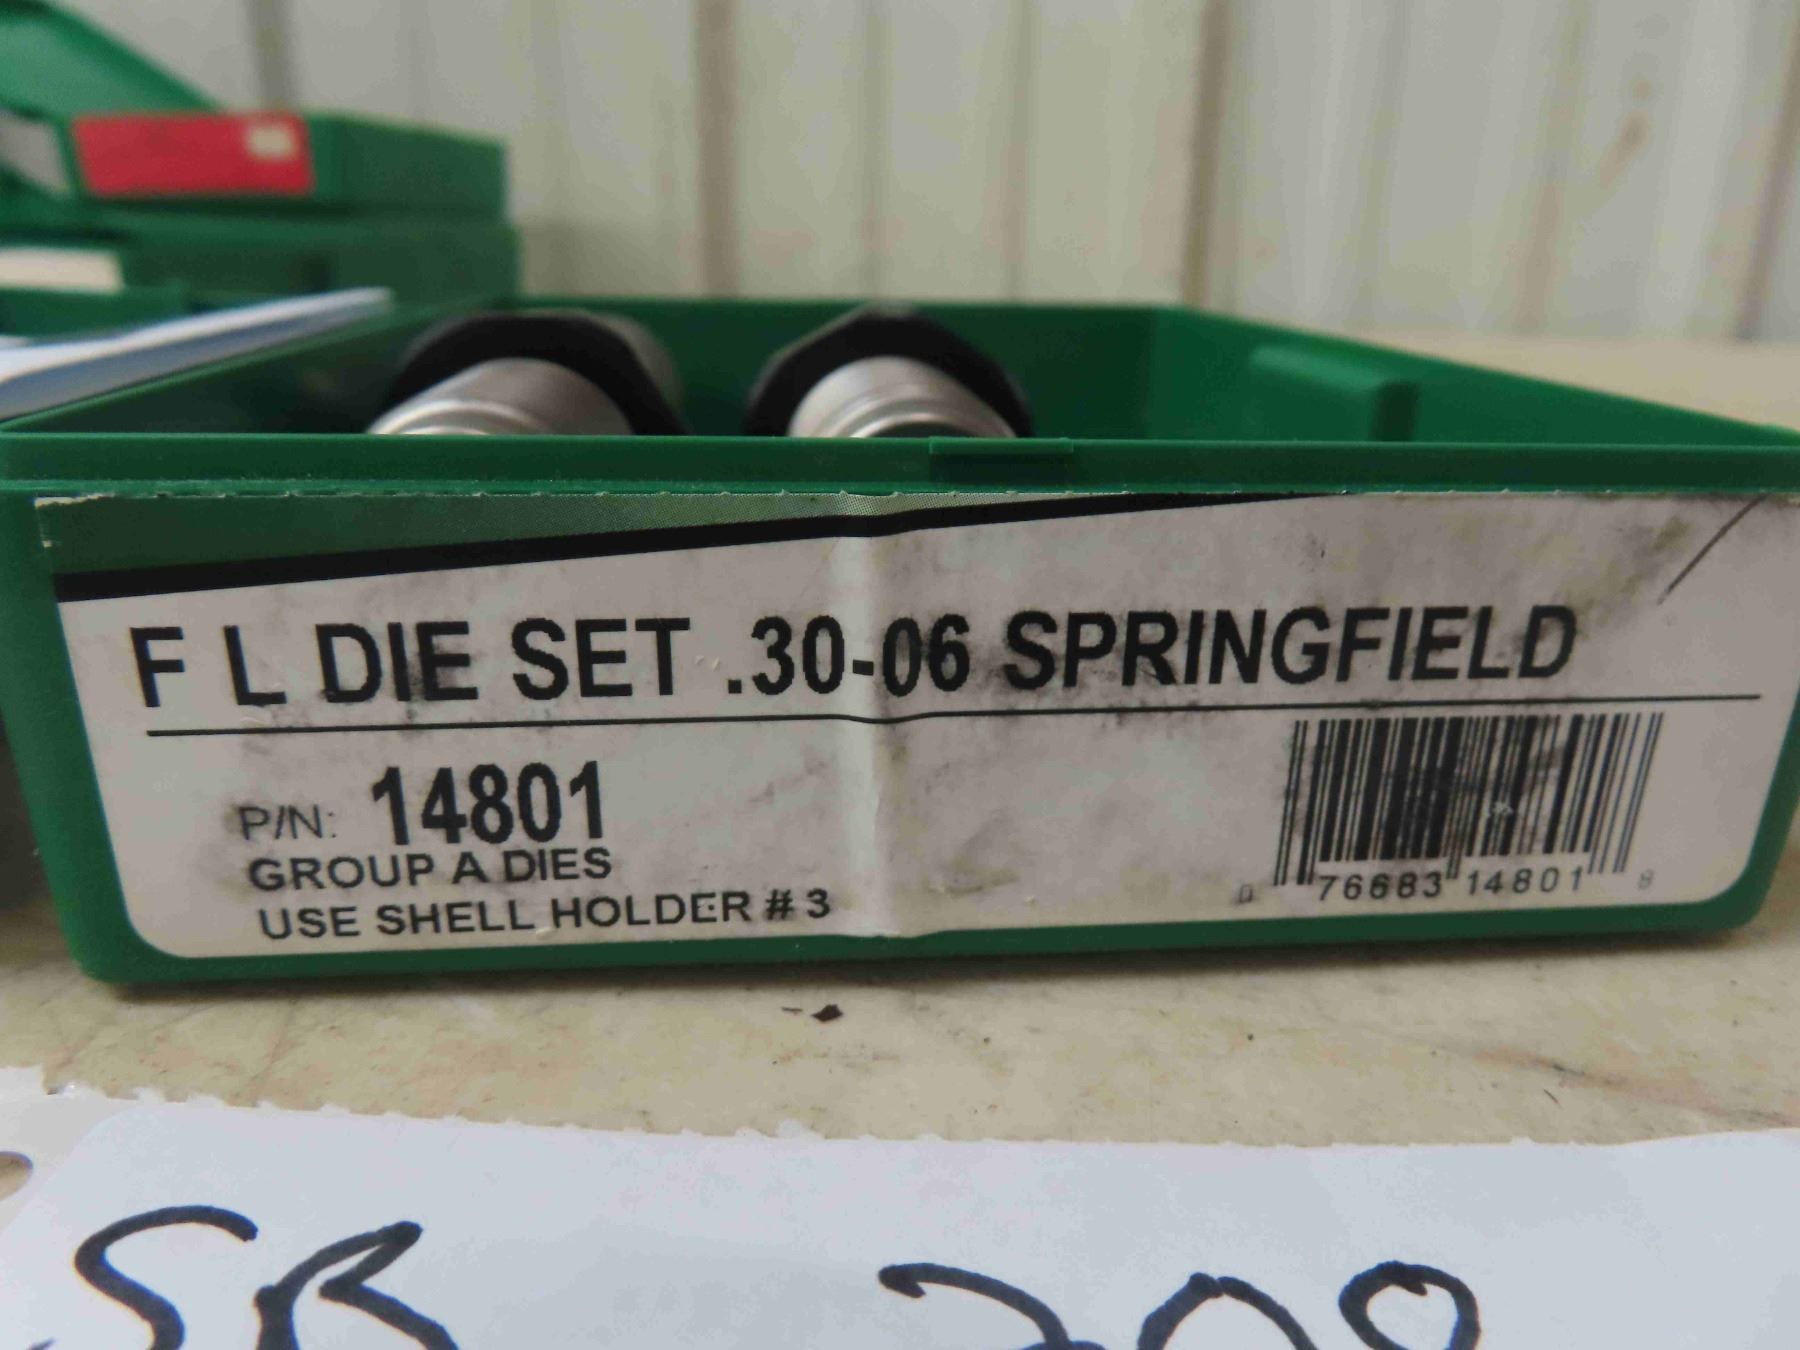 F L DIE SET .30-06 SPRINGFIELD
P/N: 14801
GROUP A DIES
USE SHELL HOLDER # 3
0 76683 14801 8